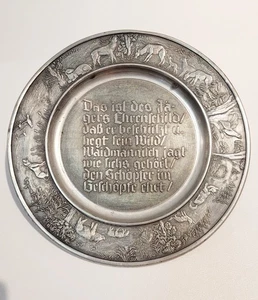 Das ist des Jä-
gers Ehrenschild/
daß er beschützt u.
hegt sein Wild/
Waidmännisch jagt
wie sichs gehört/
den Schöpfer im
Geschöpfe ehrt/